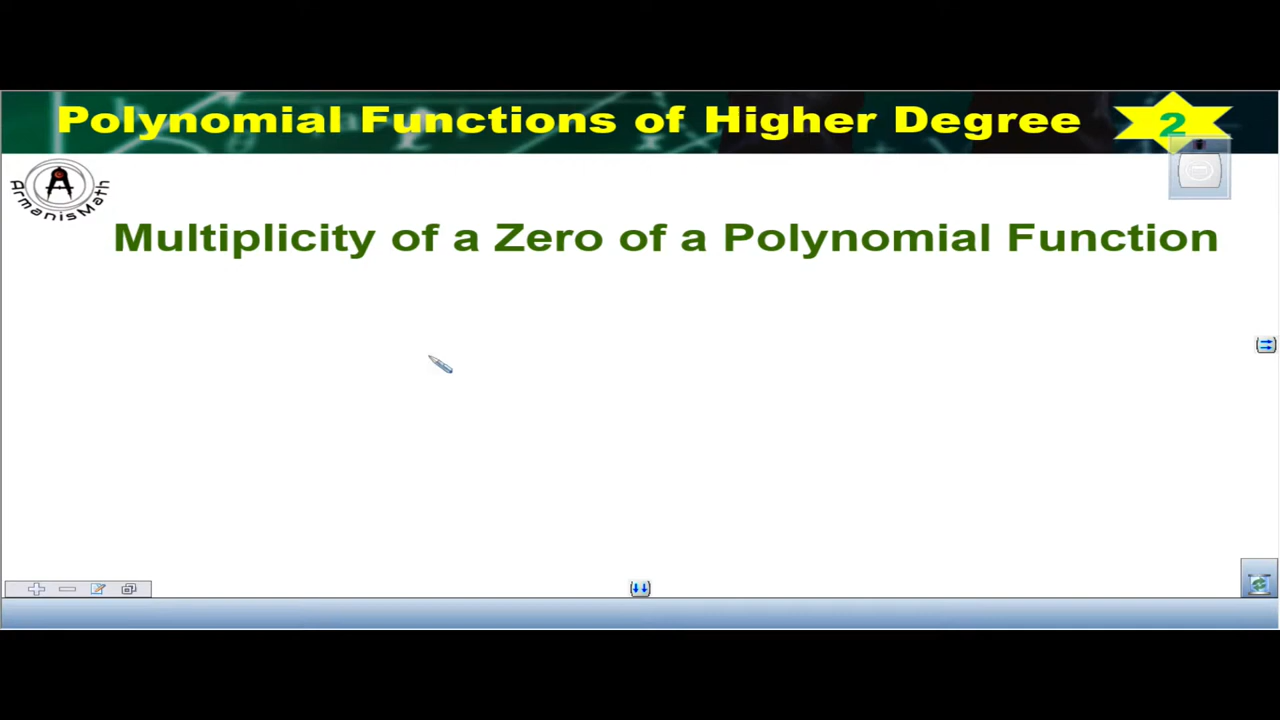 Polynomial Functions of Higher Degree 2
ArmanisMath
Multiplicity of a Zero of a Polynomial Function